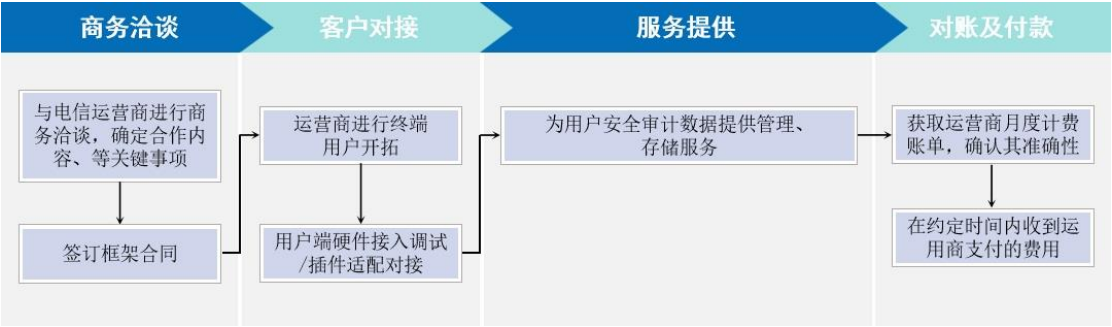 商务洽谈
客户对接
服务提供
对账及付款
与电信运营商进行商
务洽谈，确定合作内
容、等关键事项
签订框架合同
运营商进行终端
用户开拓
用户端硬件接入调试
/插件适配对接
为用户安全审计数据提供管理、
存储服务
获取运营商月度计费
账单，确认其准确性
在约定时间内收到运
用商支付的费用